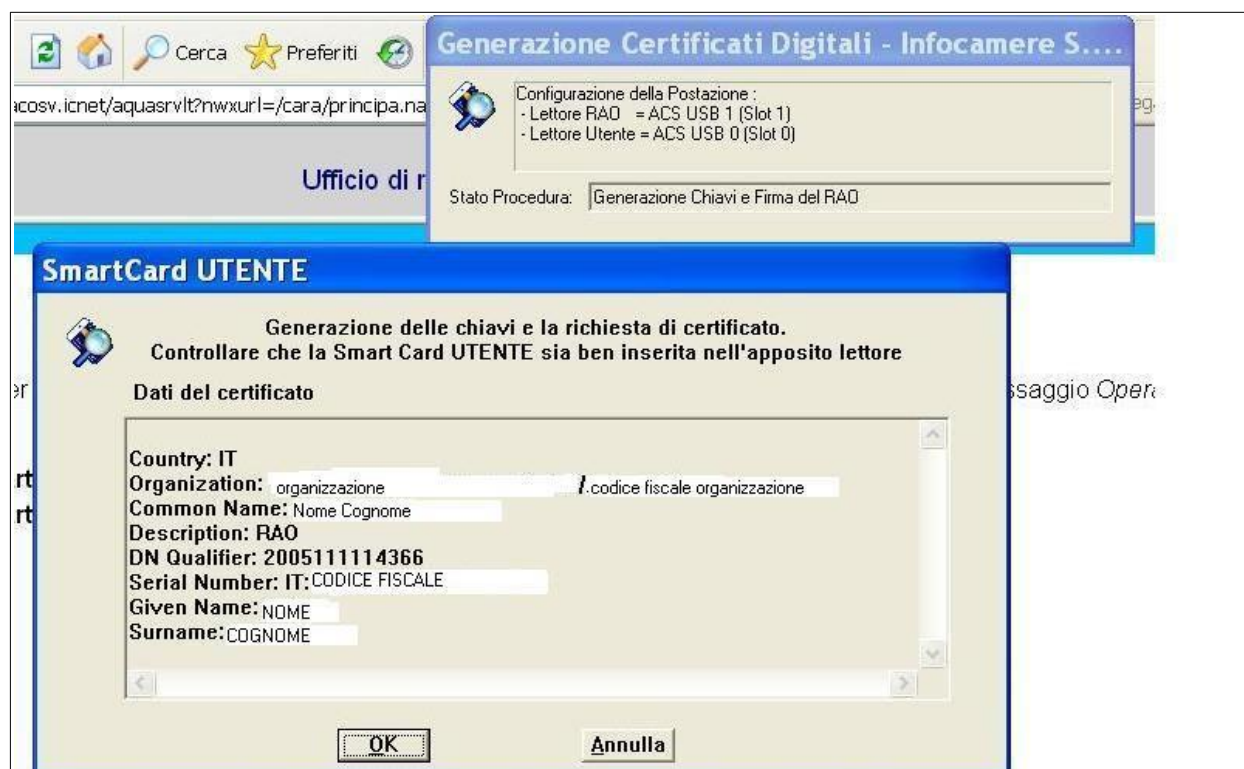 Cerca Preferiti
Generazione Certificati Digitali - Infocamere S....
acosv.icnet/aquasrvlt?nwxurl=/cara/principa.na
Configurazione della Postazione :
- Lettore RAO = ACS USB 1 (Slot 1)
- Lettore Utente = ACS USB 0 (Slot 0)
eg
Ufficio di r
Stato Procedura: Generazione Chiavi e Firma del RAO
SmartCard UTENTE
Generazione delle chiavi e la richiesta di certificato.
Controllare che la Smart Card UTENTE sia ben inserita nell'apposito lettore
er
ssaggio Opera
Dati del certificato
Country: IT
rt
Organization: organizzazione /.codice fiscale organizzazione
rt
Common Name: Nome Cognome
Description: RAO
DN Qualifier: 2005111114366
Serial Number: IT:CODICE FISCALE
Given Name: NOME
Surname: COGNOME
OK
Annulla